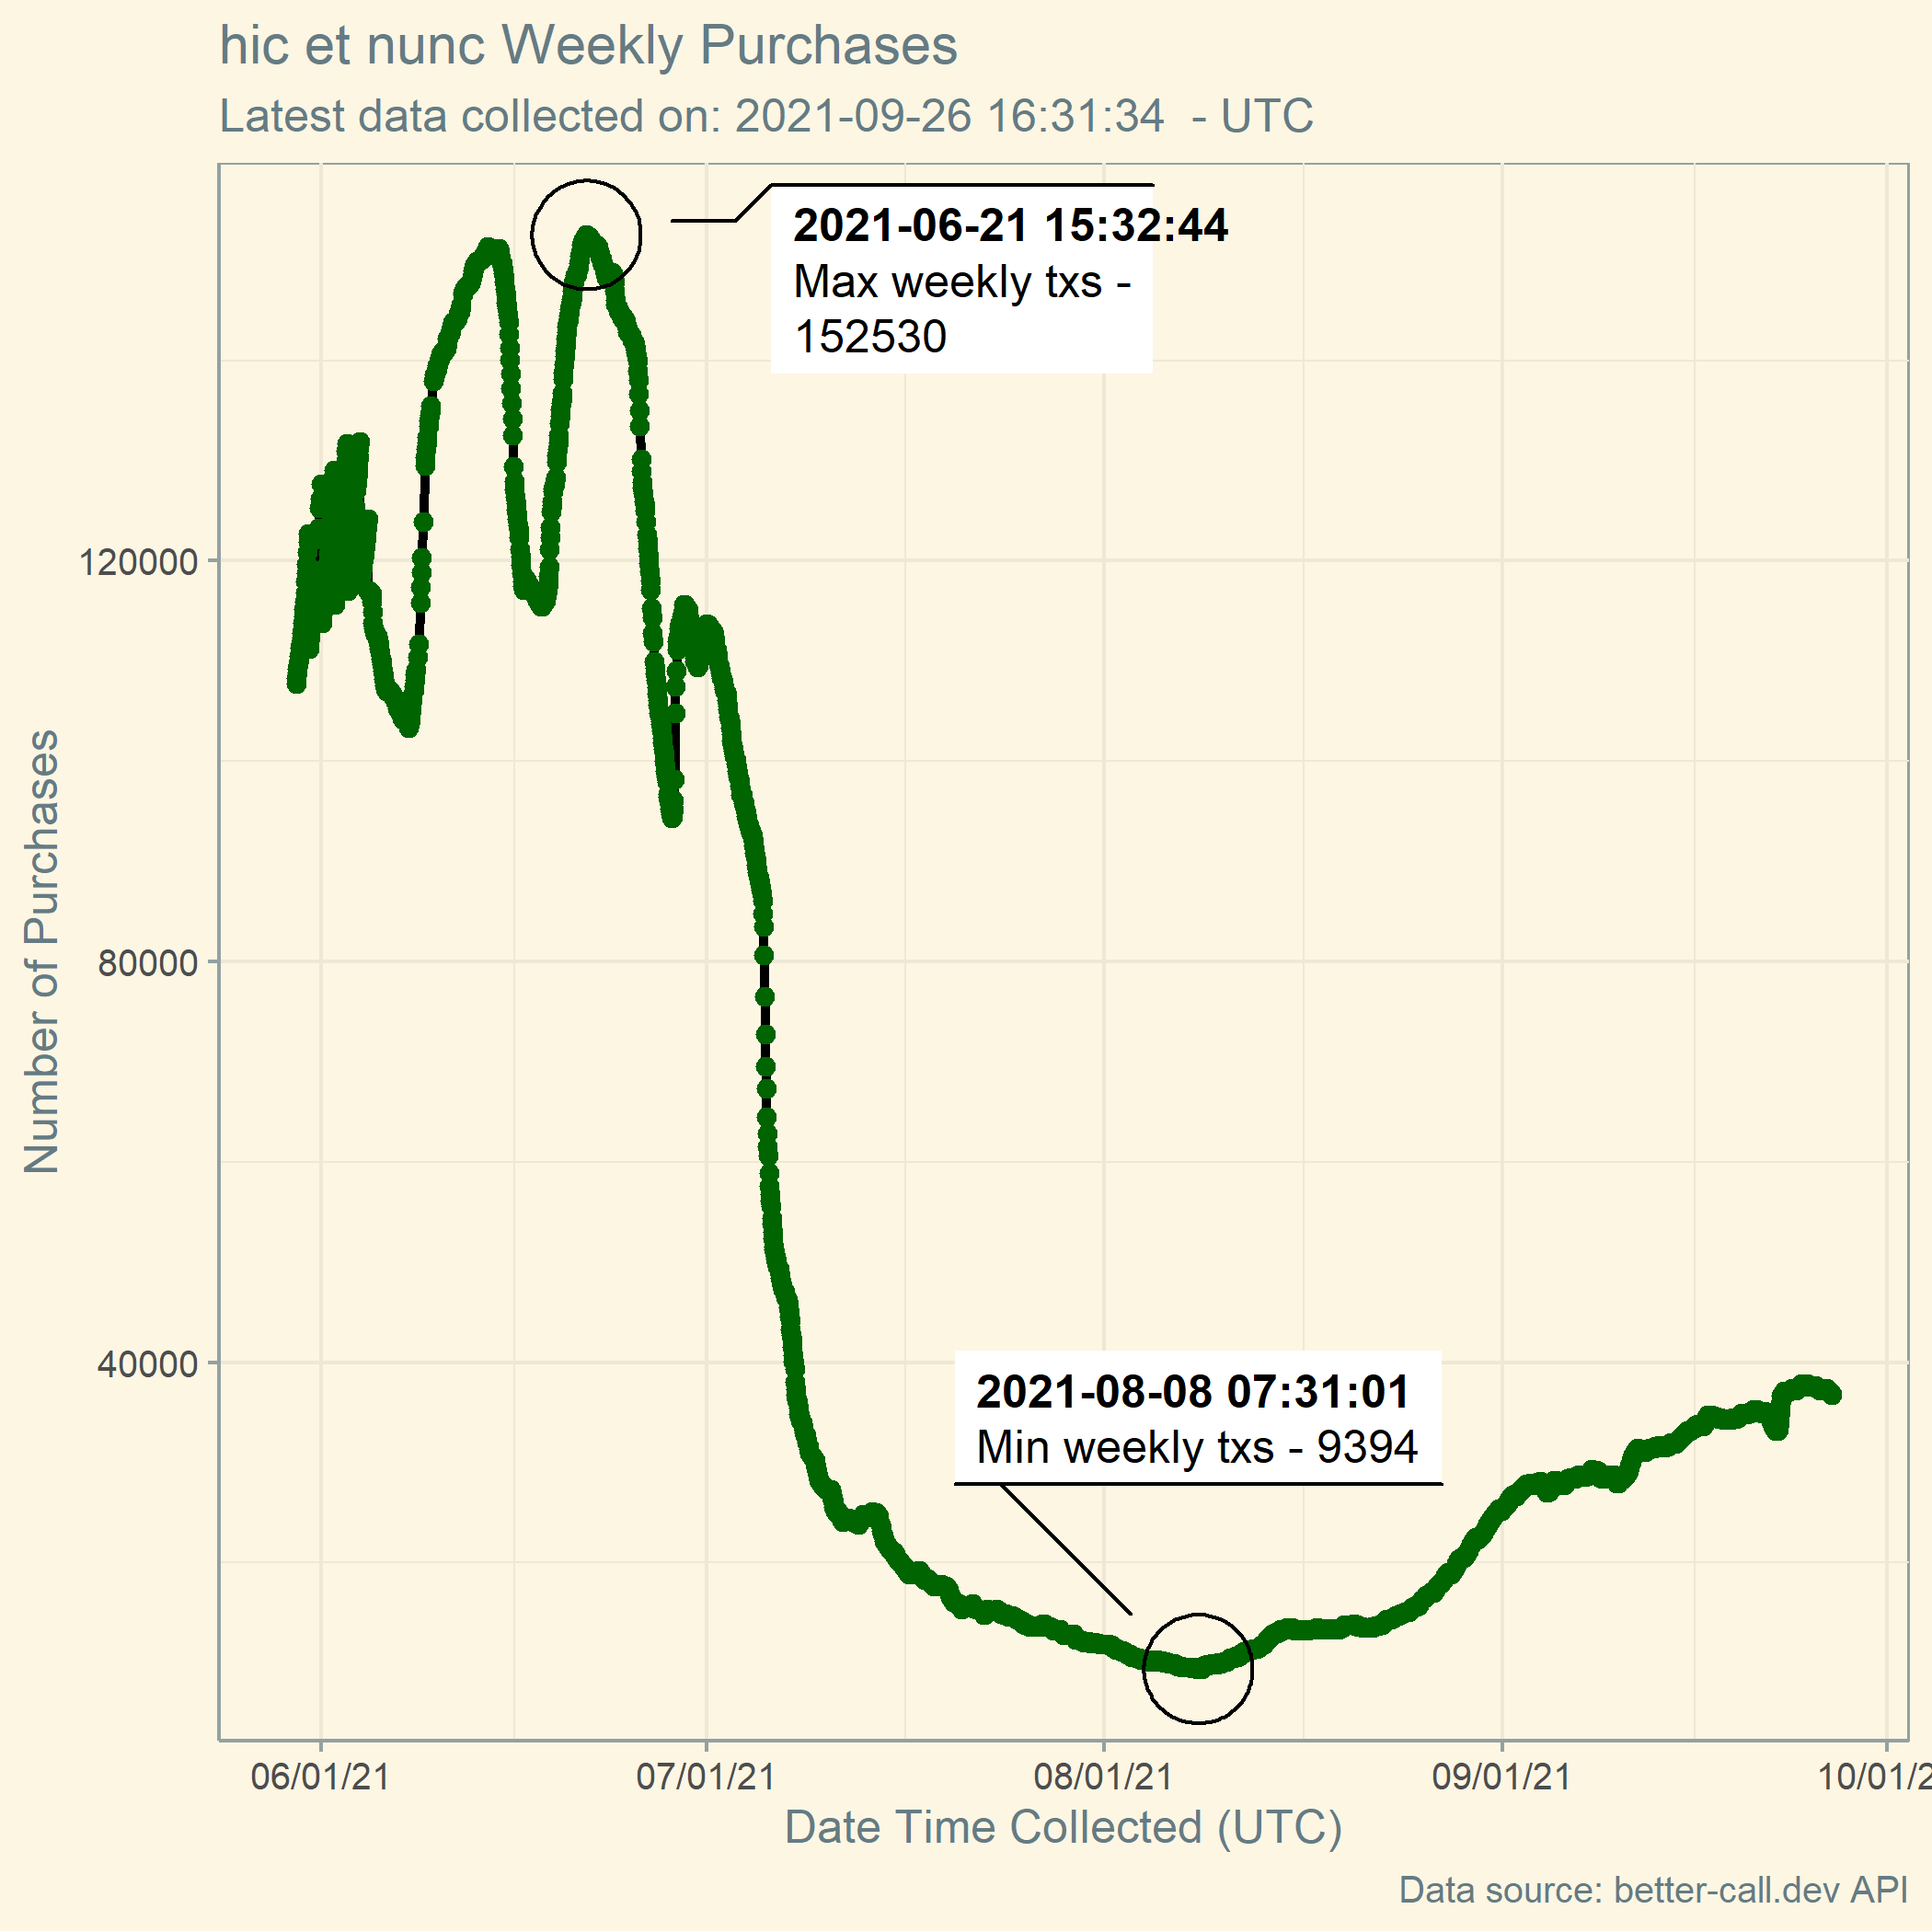 hic et nunc Weekly Purchases
Latest data collected on: 2021-09-26 16:31:34  - UTC
2021-06-21 15:32:44
Max weekly txs -
152530
120000
80000
40000
Number of Purchases
2021-08-08 07:31:01
Min weekly txs - 9394
06/01/21 07/01/21 08/01/21 09/01/21 10/01/2
Date Time Collected (UTC)
Data source: better-call.dev API